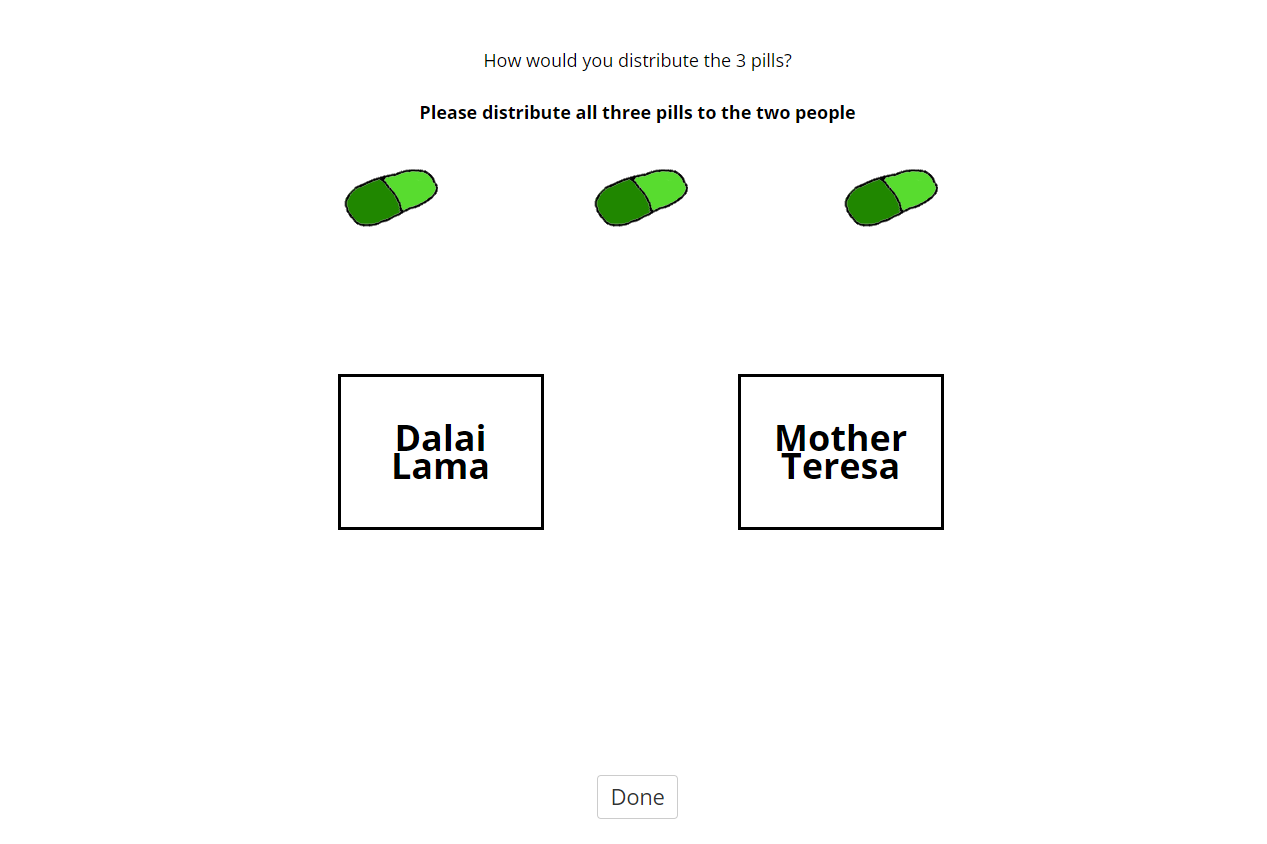 How would you distribute the 3 pills?
Please distribute all three pills to the two people
Dalai
Lama
Mother
Teresa
Done